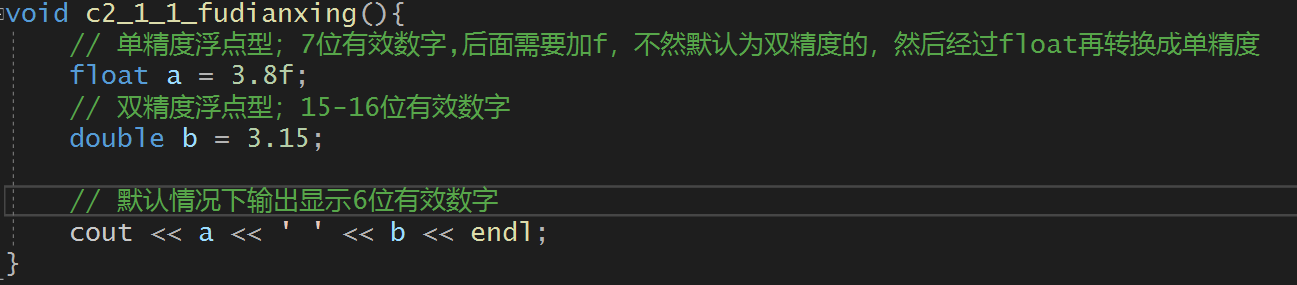 void c2_1_1_fudianxing(){
// 单精度浮点型；7位有效数字,后面需要加f，不然默认为双精度的，然后经过float再转换成单精度
float a = 3.8f;
// 双精度浮点型；15-16位有效数字
double b = 3.15;
// 默认情况下输出显示6位有效数字
cout << a << ' ' << b << endl;
}